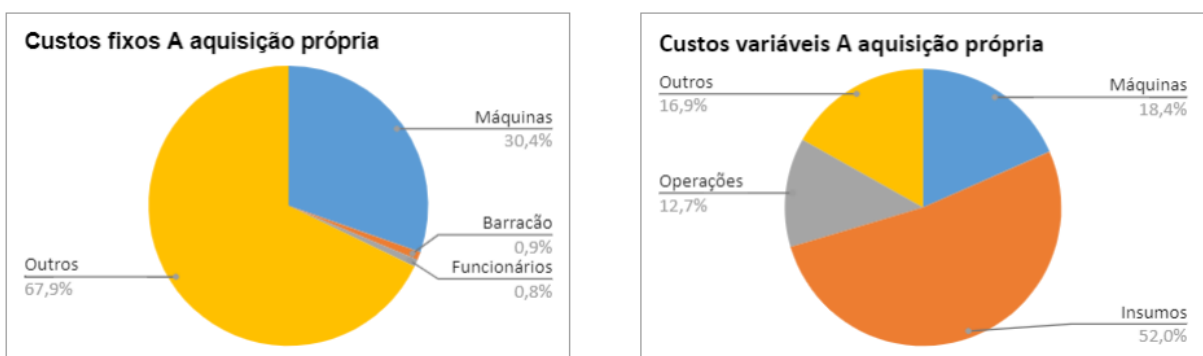 Custos fixos A aquisição própria
Máquinas
30,4%
Barracão
0,9%
Funcionários
0,8%
Outros
67,9%
Custos variáveis A aquisição própria
Outros
16,9%
Máquinas
18,4%
Operações
12,7%
Insumos
52,0%